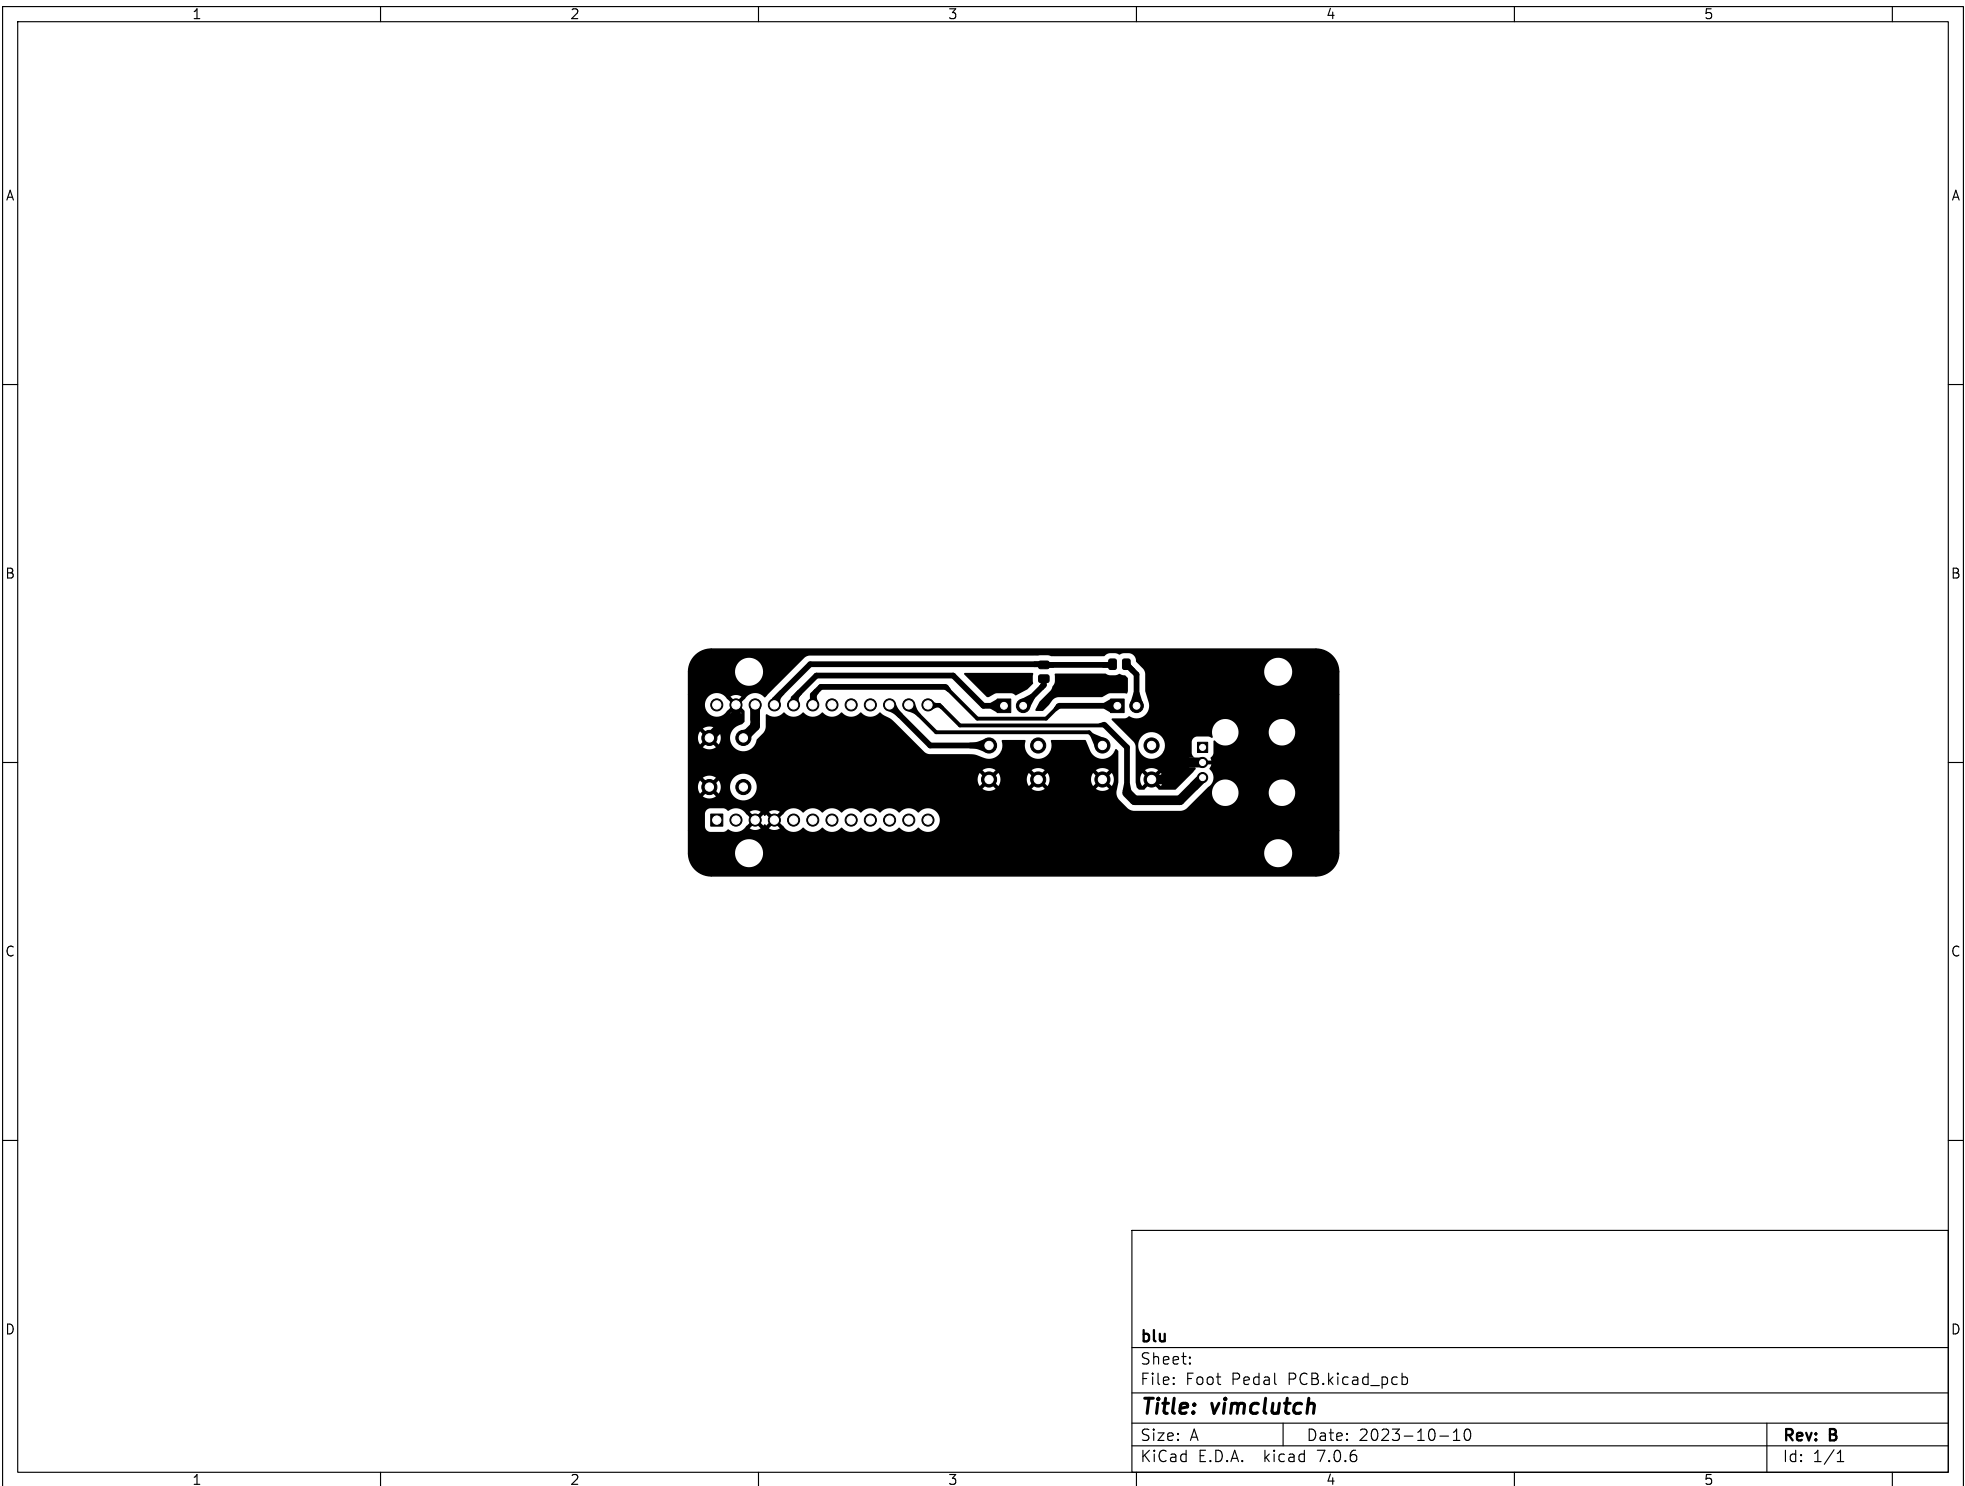 1 2 3 4 5
A A
B B
C C
D D
blu
Sheet:
File: Foot Pedal PCB.kicad_pcb
Title: vimclutch
Size: A Date: 2023-10-10 Rev: B
KiCad E.D.A. kicad 7.0.6 Id: 1/1
1 2 3 4 5